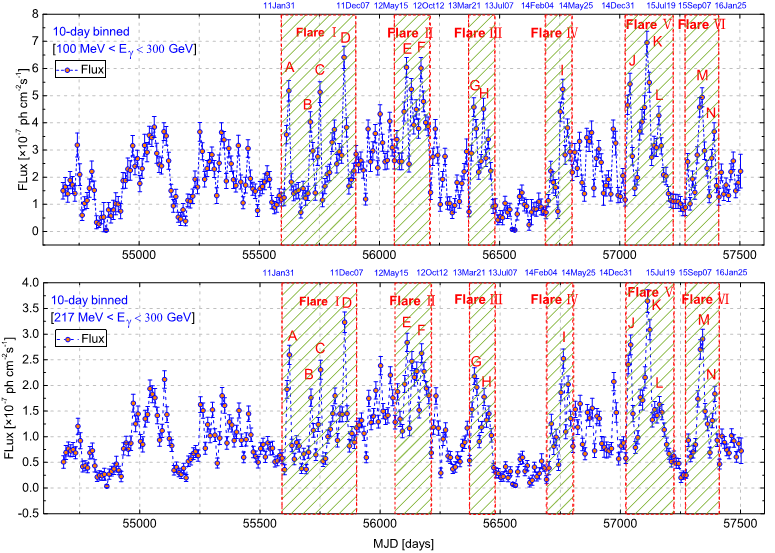 11Jan31 11Dec07 12May15 12Oct12 13Mar21 13Jul07 14Feb04 14May25 14Dec31 15Jul19 15Sep07 16Jan25
10
8
7
6
5
4
3
2
1
0
FLux [×10⁻⁷ ph cm⁻²s⁻¹]
10-day binned
[100 MeV < Eγ < 300 GeV]
Flux
Flare I Flare II Flare III Flare IV Flare V Flare VI
A B C D E F G H I J K L M N
55000 55500 56000 56500 57000 57500
11Jan31 11Dec07 12May15 12Oct12 13Mar21 13Jul07 14Feb04 14May25 14Dec31 15Jul19 15Sep07 16Jan25
4.0
3.5
3.0
2.5
2.0
1.5
1.0
0.5
0.0
-0.5
FLux [×10⁻⁷ ph cm⁻²s⁻¹]
10-day binned
[217 MeV < Eγ < 300 GeV]
Flux
Flare I Flare II Flare III Flare IV Flare V Flare VI
A B C D E F G H I J K L M N
55000 55500 56000 56500 57000 57500
MJD [days]